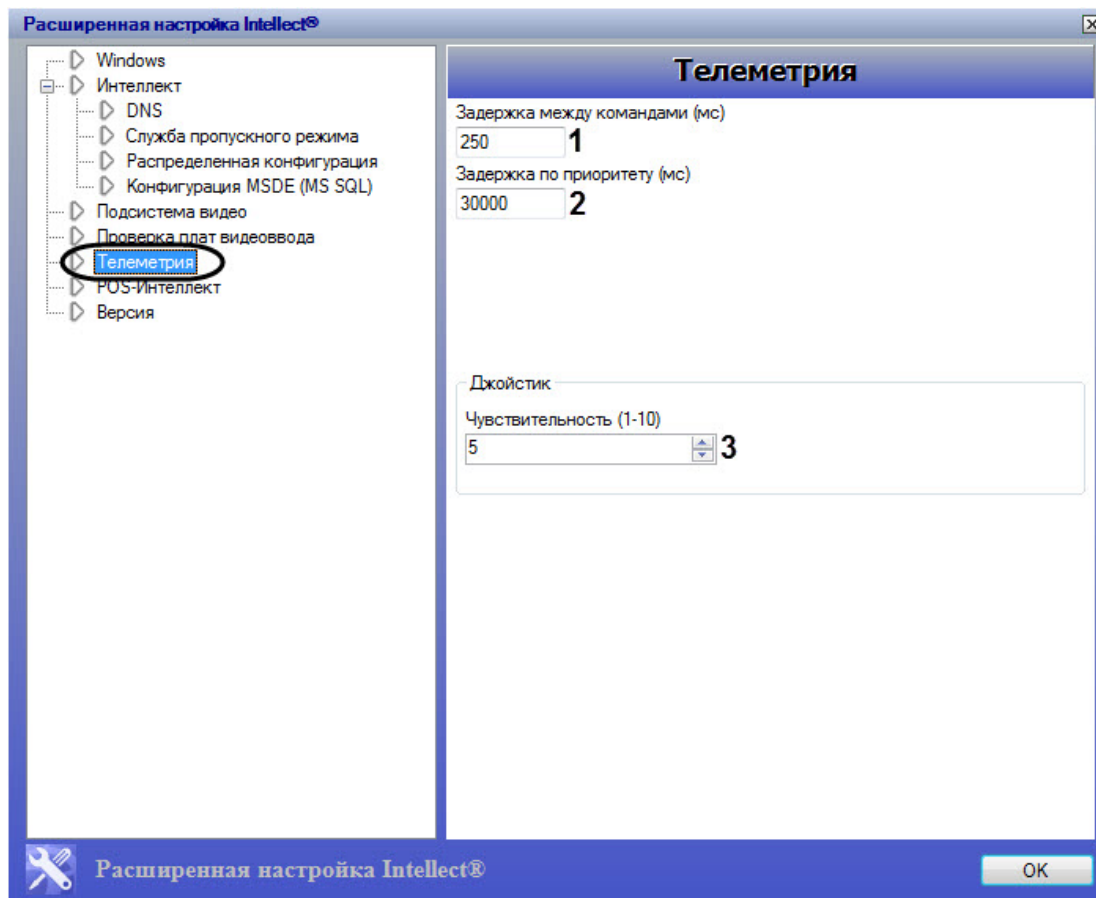 Расширенная настройка Intellect®
Windows
Интеллект
DNS
Служба пропускного режима
Распределенная конфигурация
Конфигурация MSDE (MS SQL)
Подсистема видео
Проверка плат видеоввода
Телеметрия
POS-Интеллект
Версия
Телеметрия
Задержка между командами (мс)
250 1
Задержка по приоритету (мс)
30000 2
Джойстик
Чувствительность (1-10)
5 3
Расширенная настройка Intellect®
OK